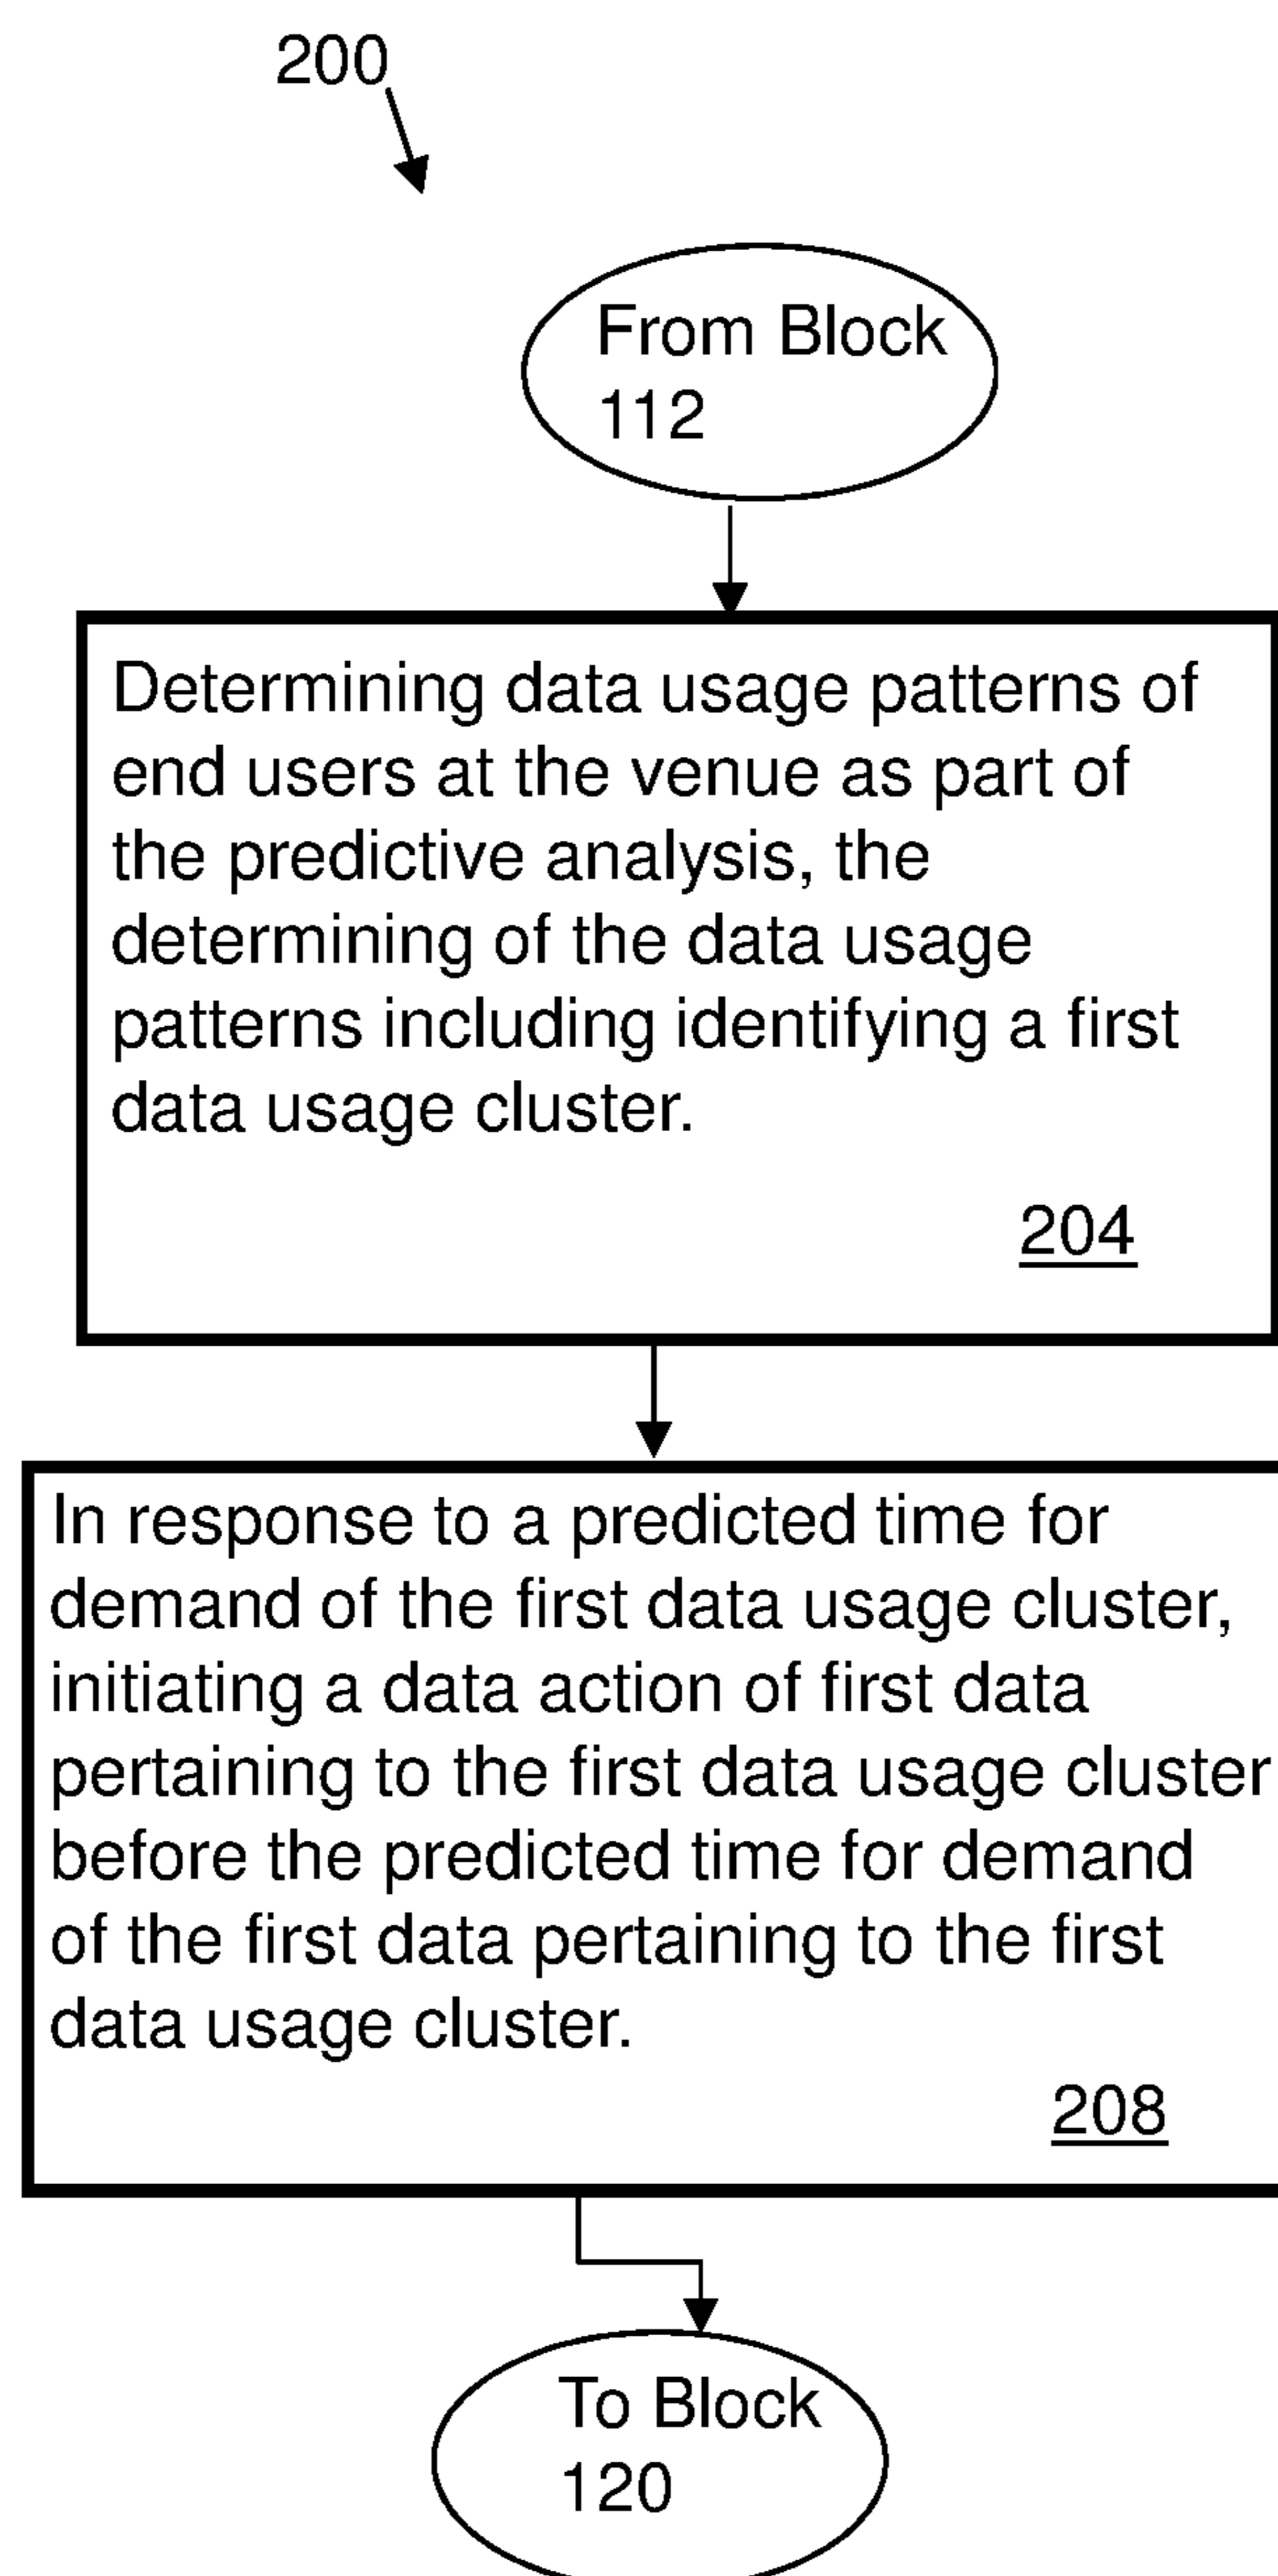 200
From Block
112
Determining data usage patterns of
end users at the venue as part of
the predictive analysis, the
determining of the data usage
patterns including identifying a first
data usage cluster.
204
In response to a predicted time for
demand of the first data usage cluster,
initiating a data action of first data
pertaining to the first data usage cluster
before the predicted time for demand
of the first data pertaining to the first
data usage cluster.
208
To Block
120